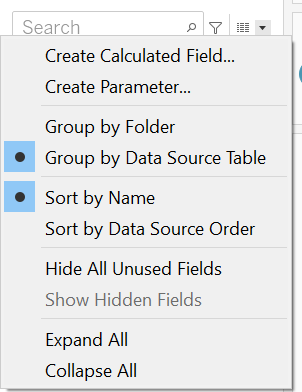 Search
Create Calculated Field...
Create Parameter...
Group by Folder
Group by Data Source Table
Sort by Name
Sort by Data Source Order
Hide All Unused Fields
Show Hidden Fields
Expand All
Collapse All